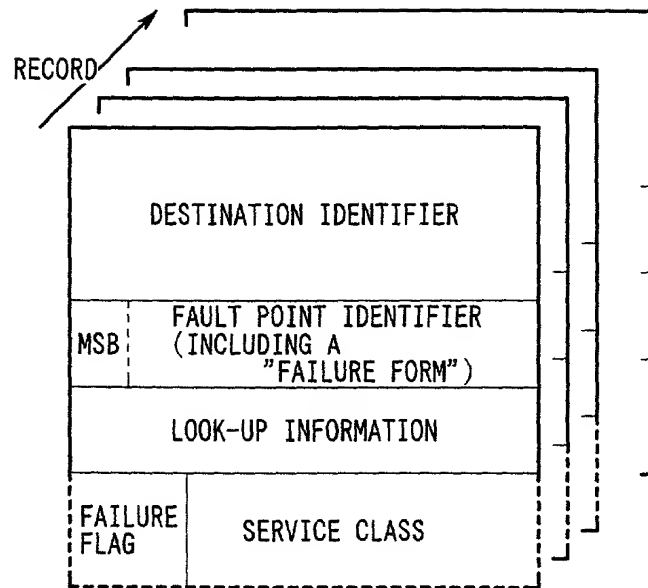 RECORD
DESTINATION IDENTIFIER
MSB
FAULT POINT IDENTIFIER
(INCLUDING A
"FAILURE FORM")
LOOK-UP INFORMATION
FAILURE
FLAG
SERVICE CLASS